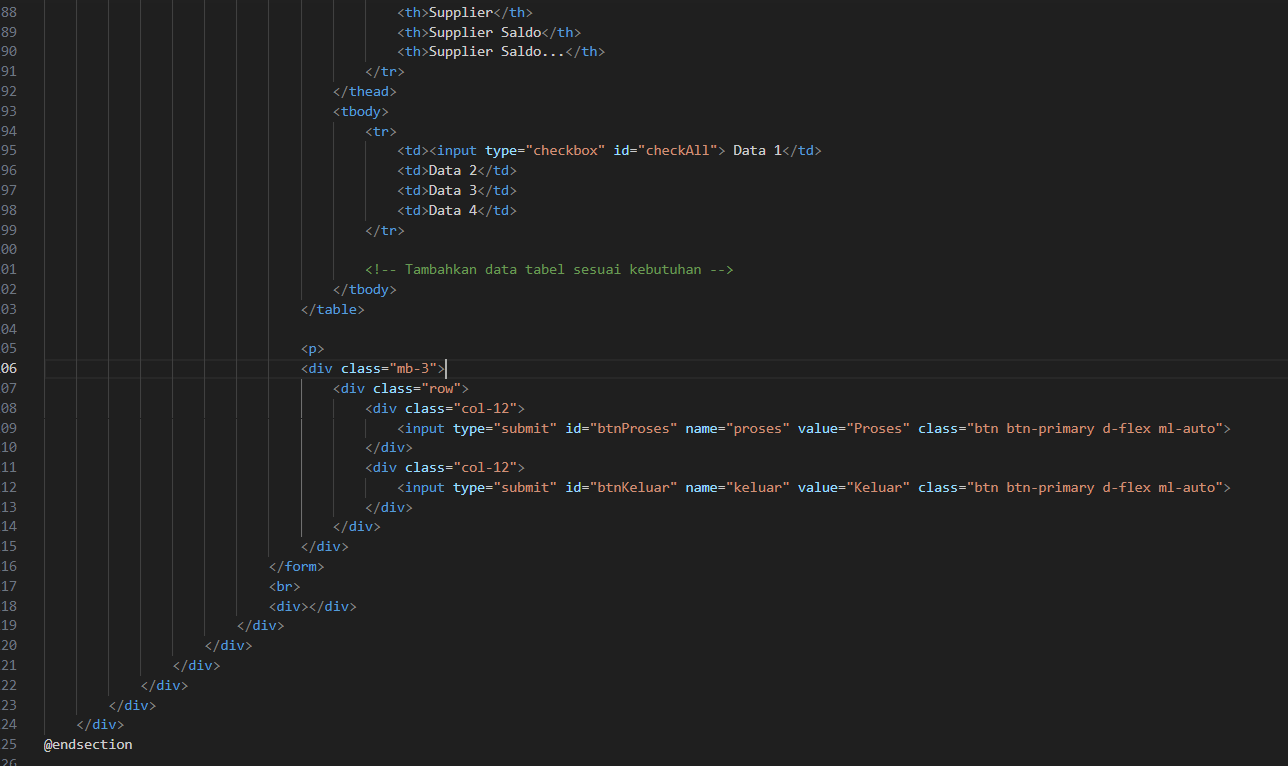 88 <th>Supplier</th>
89 <th>Supplier Saldo</th>
90 <th>Supplier Saldo...</th>
91 </tr>
92 </thead>
93 <tbody>
94 <tr>
95 <td><input type="checkbox" id="checkAll"> Data 1</td>
96 <td>Data 2</td>
97 <td>Data 3</td>
98 <td>Data 4</td>
99 </tr>
00
01 <!-- Tambahkan data tabel sesuai kebutuhan -->
02 </tbody>
03 </table>
04
05 <p>
06 <div class="mb-3">
07 <div class="row">
08 <div class="col-12">
09 <input type="submit" id="btnProses" name="proses" value="Proses" class="btn btn-primary d-flex ml-auto">
10 </div>
11 <div class="col-12">
12 <input type="submit" id="btnKeluar" name="keluar" value="Keluar" class="btn btn-primary d-flex ml-auto">
13 </div>
14 </div>
15 </div>
16 </form>
17 <br>
18 <div></div>
19 </div>
20 </div>
21 </div>
22 </div>
23 </div>
24 </div>
25 @endsection
26